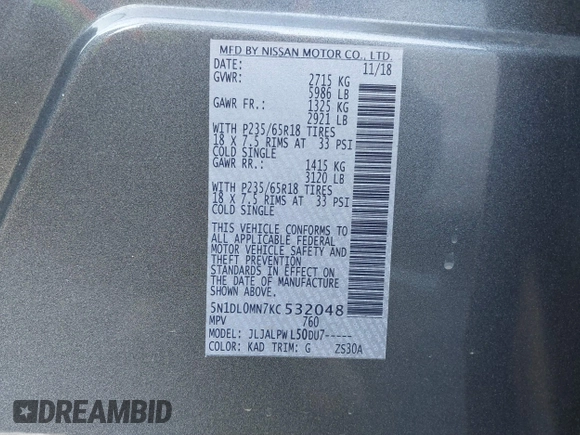 MFD BY NISSAN MOTOR CO., LTD.
DATE: 11/18
GVWR: 2715 KG
5986 LB
GAWR FR.: 1325 KG
2921 LB
WITH P235/65R18 TIRES
18 X 7.5 RIMS AT 33 PSI
COLD SINGLE
GAWR RR.: 1415 KG
3120 LB
WITH P235/65R18 TIRES
18 X 7.5 RIMS AT 33 PSI
COLD SINGLE
THIS VEHICLE CONFORMS TO
ALL APPLICABLE FEDERAL
MOTOR VEHICLE SAFETY AND
THEFT PREVENTION
STANDARDS IN EFFECT ON
THE DATE OF MANUFACTURE
SHOWN ABOVE.
5N1DL0MN7KC532048
MPV 760
MODEL: JLJALPWL50DU7-----
COLOR: KAD TRIM: G ZS30A
DREAMBID